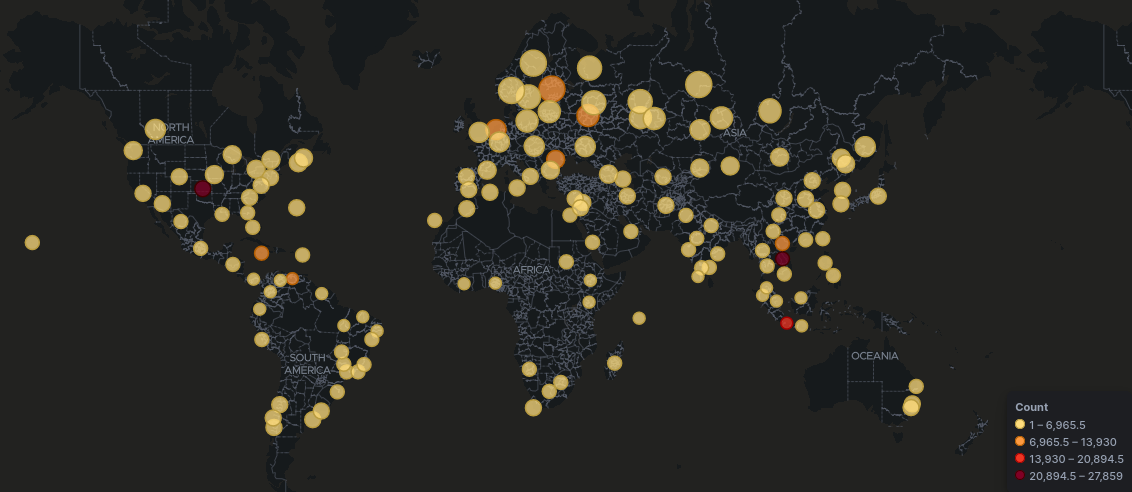 NORTH
AMERICA
ASIA
AFRICA
SOUTH
AMERICA
OCEANIA
Count
1 – 6,965.5
6,965.5 – 13,930
13,930 – 20,894.5
20,894.5 – 27,859